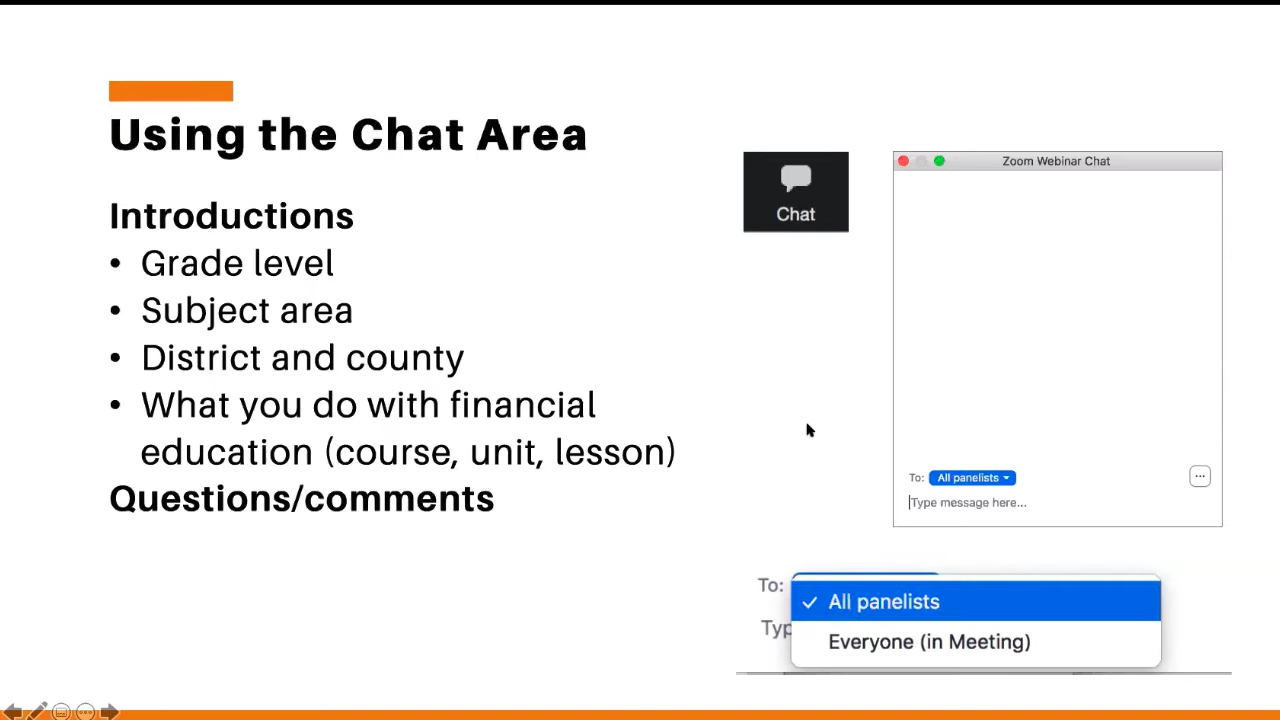 Using the Chat Area
Introductions
• Grade level
• Subject area
• District and county
• What you do with financial
education (course, unit, lesson)
Questions/comments
Chat
Zoom Webinar Chat
To: All panelists
Type message here...
To:
✓ All panelists
Typ
Everyone (in Meeting)